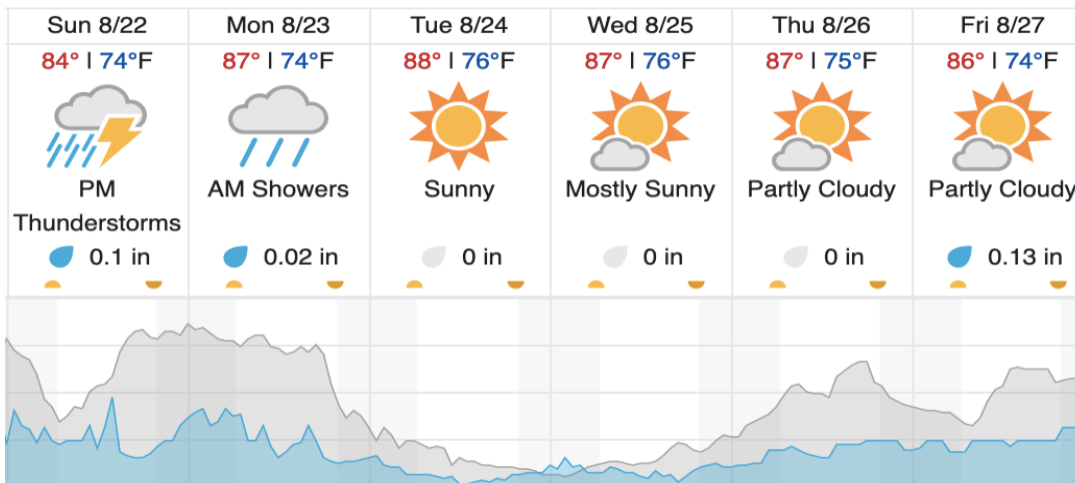 Sun 8/22 Mon 8/23 Tue 8/24 Wed 8/25 Thu 8/26 Fri 8/27
84° | 74°F 87° | 74°F 88° | 76°F 87° | 76°F 87° | 75°F 86° | 74°F
PM AM Showers Sunny Mostly Sunny Partly Cloudy Partly Cloudy
Thunderstorms
0.1 in 0.02 in 0 in 0 in 0 in 0.13 in